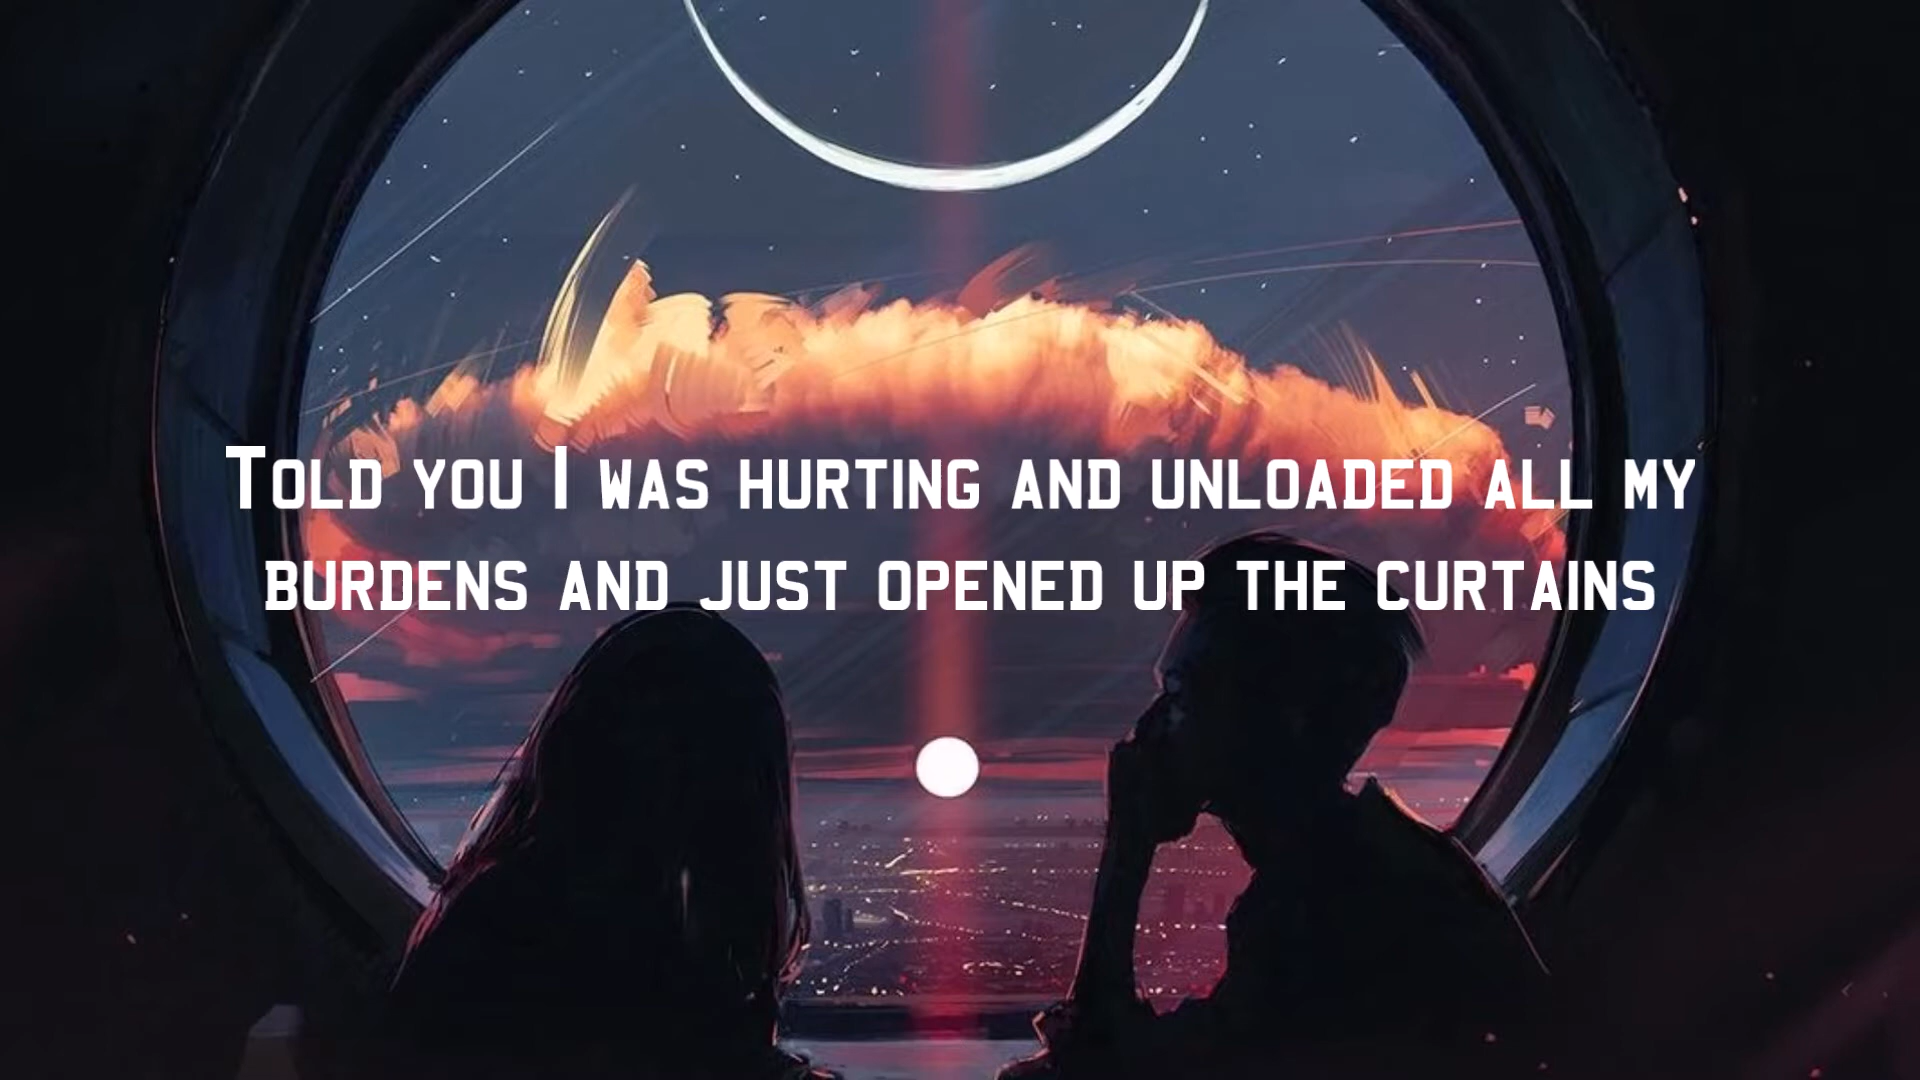 Told you I was hurting and unloaded all my
burdens and just opened up the curtains